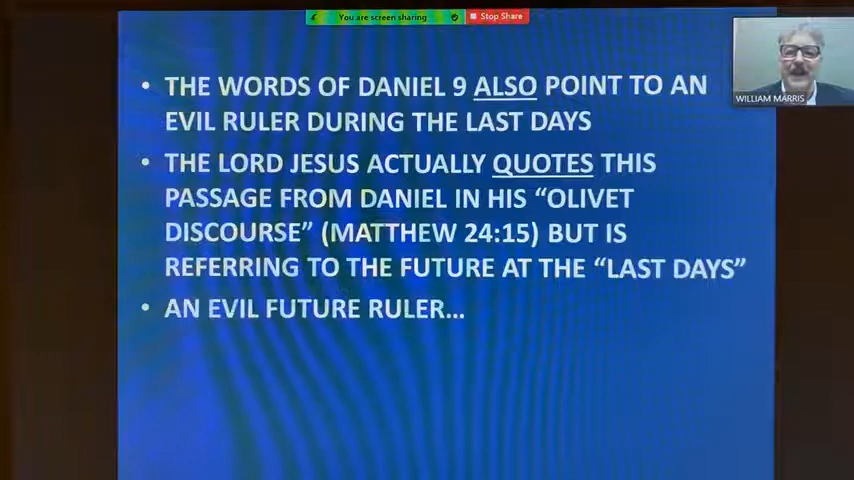 You are screen sharing
Stop Share
• THE WORDS OF DANIEL 9 ALSO POINT TO AN
EVIL RULER DURING THE LAST DAYS
• THE LORD JESUS ACTUALLY QUOTES THIS
PASSAGE FROM DANIEL IN HIS “OLIVET
DISCOURSE” (MATTHEW 24:15) BUT IS
REFERRING TO THE FUTURE AT THE “LAST DAYS”
• AN EVIL FUTURE RULER...
WILLIAM MARRIS